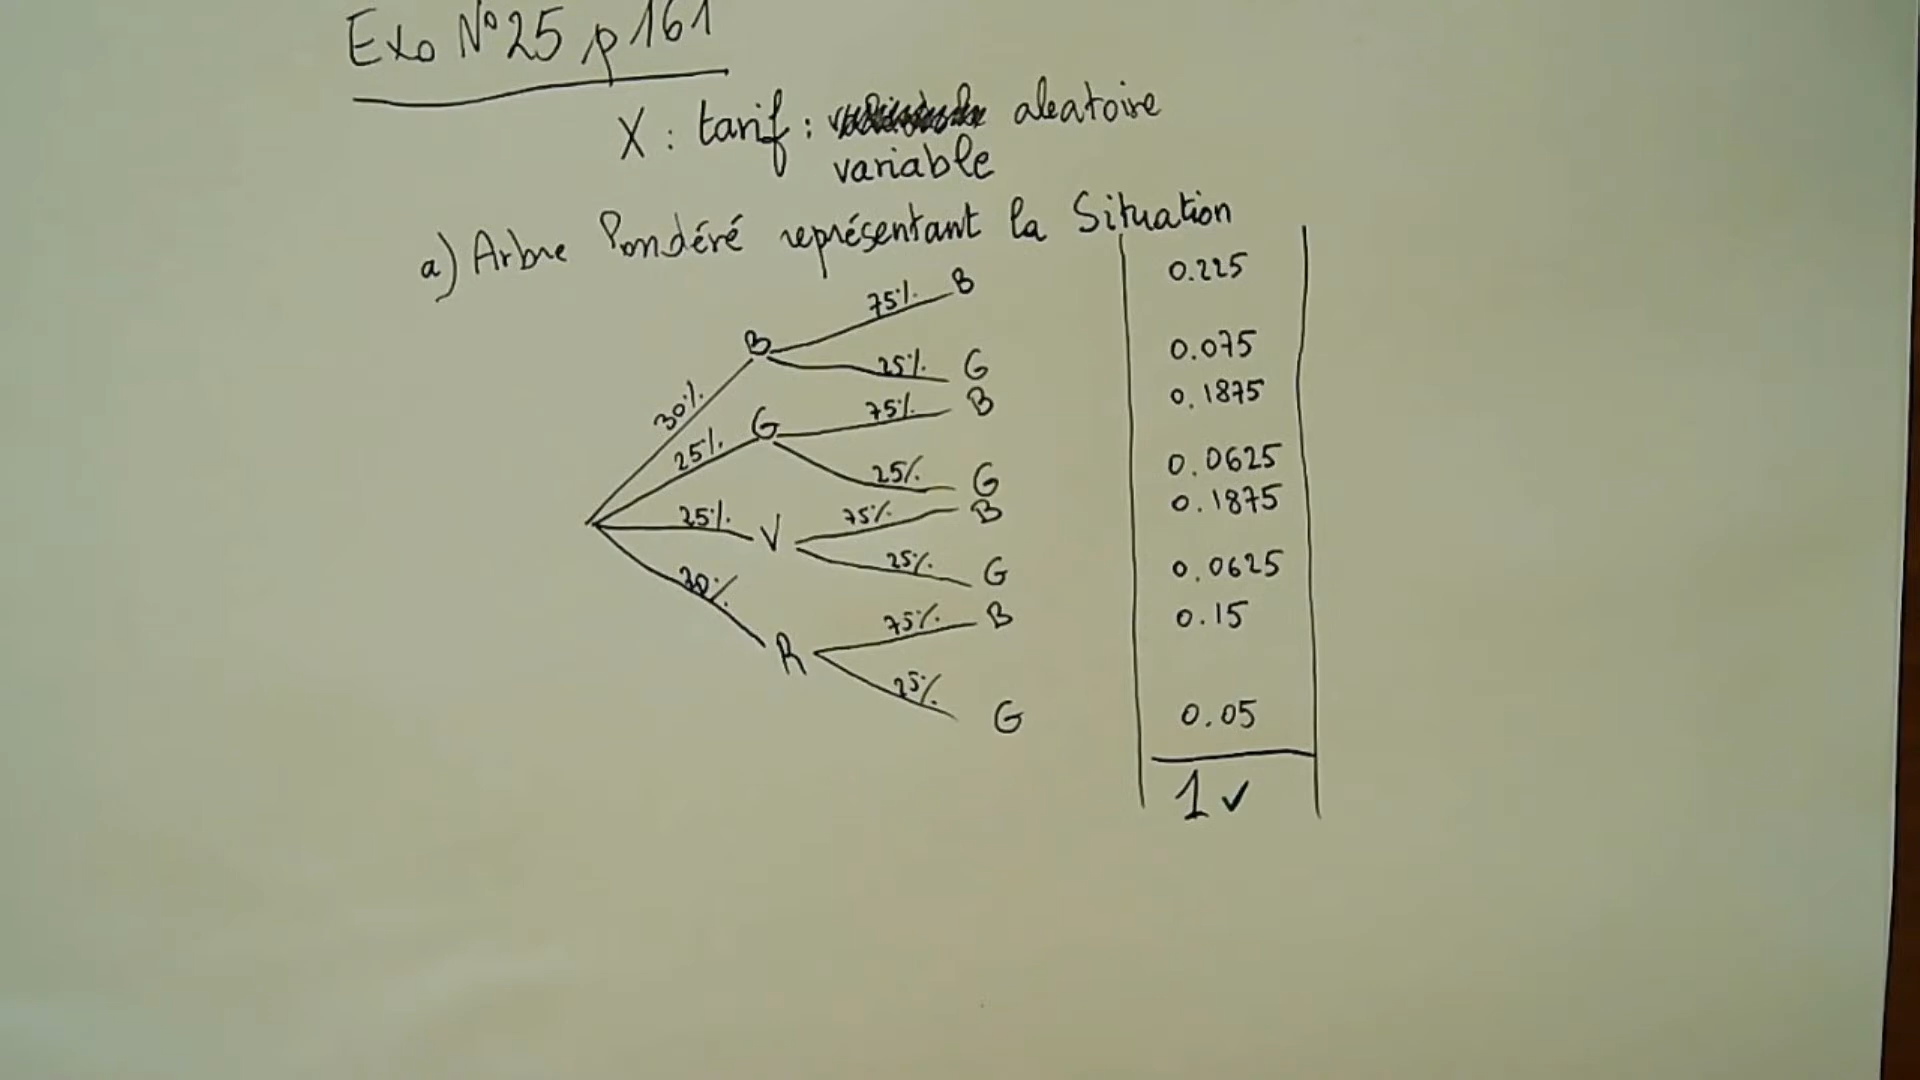 Exo N°25 p 161
X : tarif : aleatoire
variable
a) Arbre Pondéré représentant la Situation
75% B 0.225
B
30% 25% G 0.075
75% B 0.1875
G
25% 25% G 0.0625
25% V 75% B 0.1875
25% G 0.0625
75% B 0.15
R
25% G 0.05
1 ✓